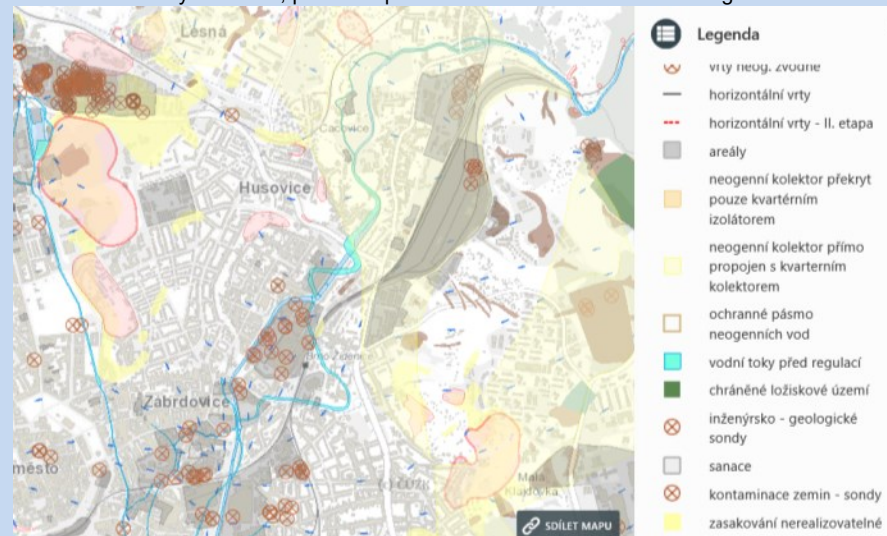 Lesná
Cacovice
Husovice
Brno-Židenice
Zábrdovice
město
(c) ČÚZK
Malá
Klajdovka
SDÍLET MAPU
Legenda
vrty neog. zvodně
horizontální vrty
horizontální vrty - II. etapa
areály
neogenní kolektor překryt
pouze kvartérním
izolátorem
neogenní kolektor přímo
propojen s kvarterním
kolektorem
ochranné pásmo
neogenních vod
vodní toky před regulací
chráněné ložiskové území
inženýrsko - geologické
sondy
sanace
kontaminace zemin - sondy
zasakování nerealizovatelné